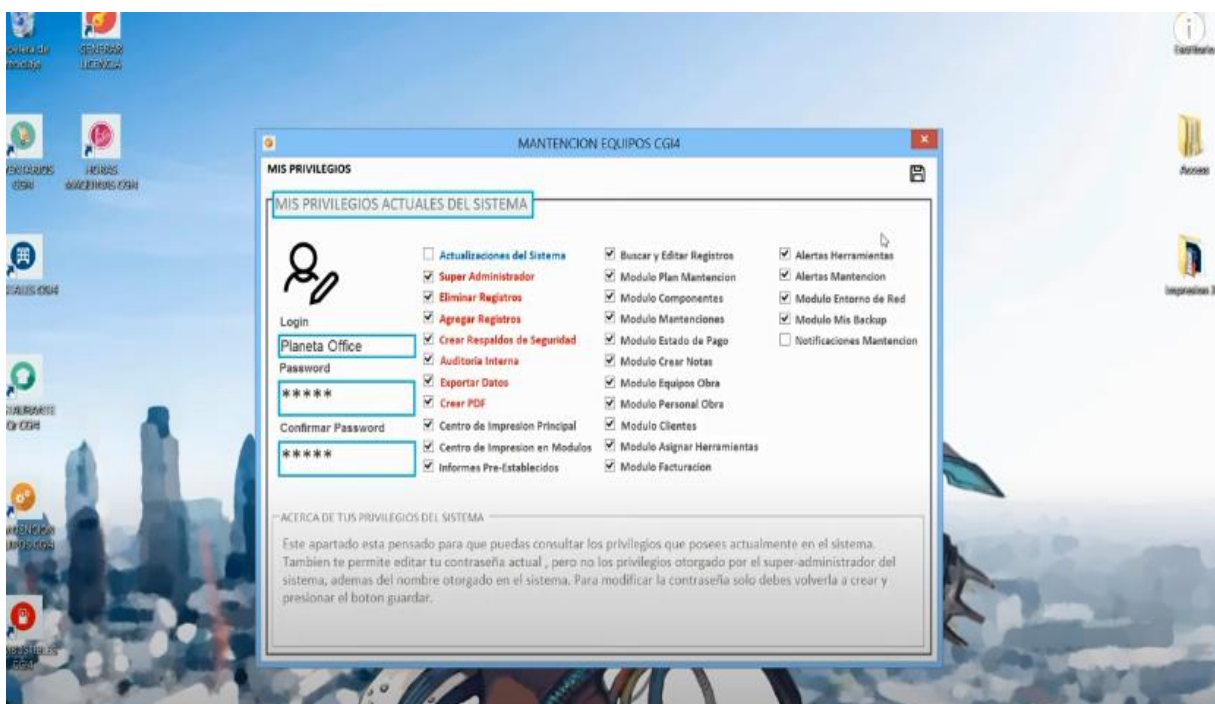 GENERAR
LICENCIA
Escritorio
HORAS
MAQUINAS CGI4
Access
MANTENCION EQUIPOS CGI4
MIS PRIVILEGIOS
MIS PRIVILEGIOS ACTUALES DEL SISTEMA
Login
Planeta Office
Password
*****
Confirmar Password
*****
Actualizaciones del Sistema
Super Administrador
Eliminar Registros
Agregar Registros
Crear Respaldos de Seguridad
Auditoria Interna
Exportar Datos
Crear PDF
Centro de Impresion Principal
Centro de Impresion en Modulos
Informes Pre-Establecidos
Buscar y Editar Registros
Modulo Plan Mantencion
Modulo Componentes
Modulo Mantenciones
Modulo Estado de Pago
Modulo Crear Notas
Modulo Equipos Obra
Modulo Personal Obra
Modulo Clientes
Modulo Asignar Herramientas
Modulo Facturacion
Alertas Herramientas
Alertas Mantencion
Modulo Entorno de Red
Modulo Mis Backup
Notificaciones Mantencion
ACERCA DE TUS PRIVILEGIOS DEL SISTEMA
Este apartado esta pensado para que puedas consultar los privilegios que posees actualmente en el sistema.
Tambien te permite editar tu contraseña actual , pero no los privilegios otorgado por el super-administrador del
sistema, ademas del nombre otorgado en el sistema. Para modificar la contraseña solo debes volverla a crear y
presionar el boton guardar.